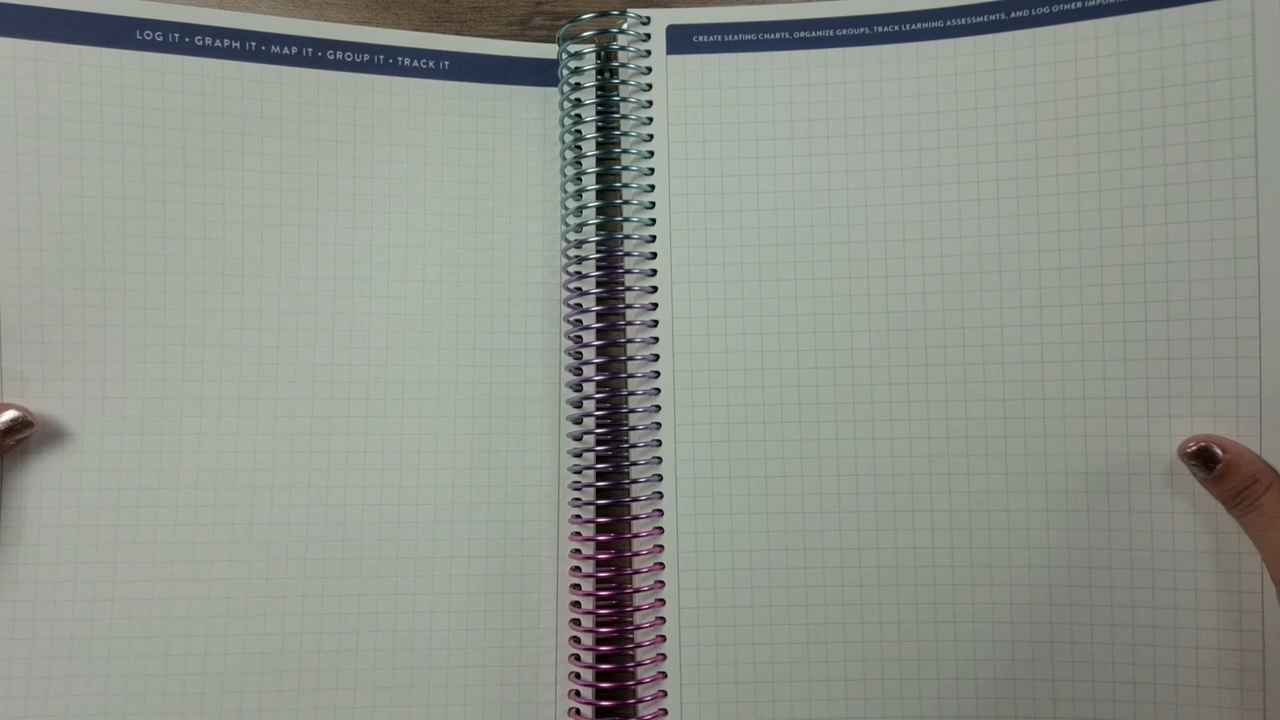 LOG IT • GRAPH IT • MAP IT • GROUP IT • TRACK IT
CREATE SEATING CHARTS, ORGANIZE GROUPS, TRACK LEARNING ASSESSMENTS, AND LOG OTHER